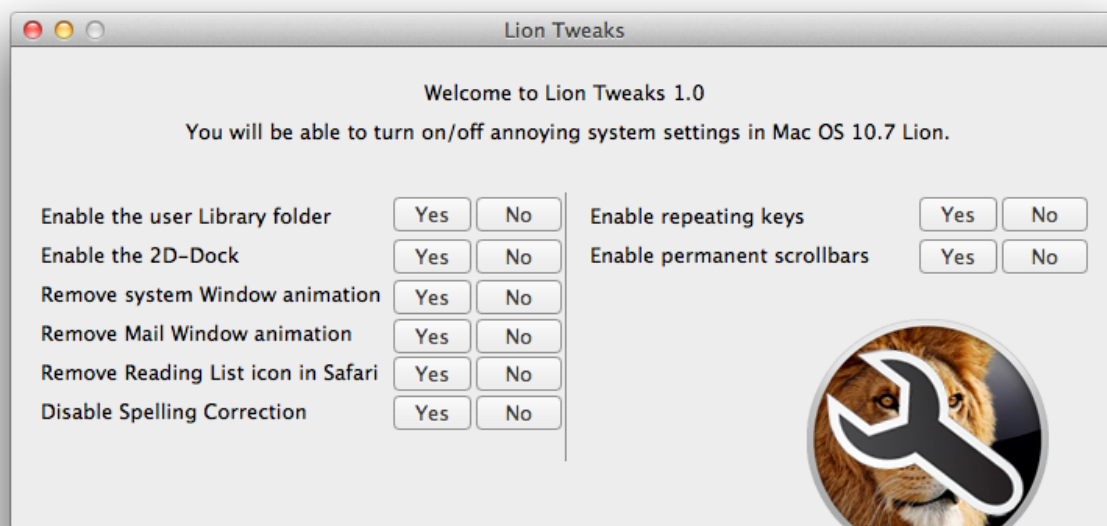 Lion Tweaks
Welcome to Lion Tweaks 1.0
You will be able to turn on/off annoying system settings in Mac OS 10.7 Lion.
Enable the user Library folder Yes No
Enable the 2D-Dock Yes No
Remove system Window animation Yes No
Remove Mail Window animation Yes No
Remove Reading List icon in Safari Yes No
Disable Spelling Correction Yes No
Enable repeating keys Yes No
Enable permanent scrollbars Yes No